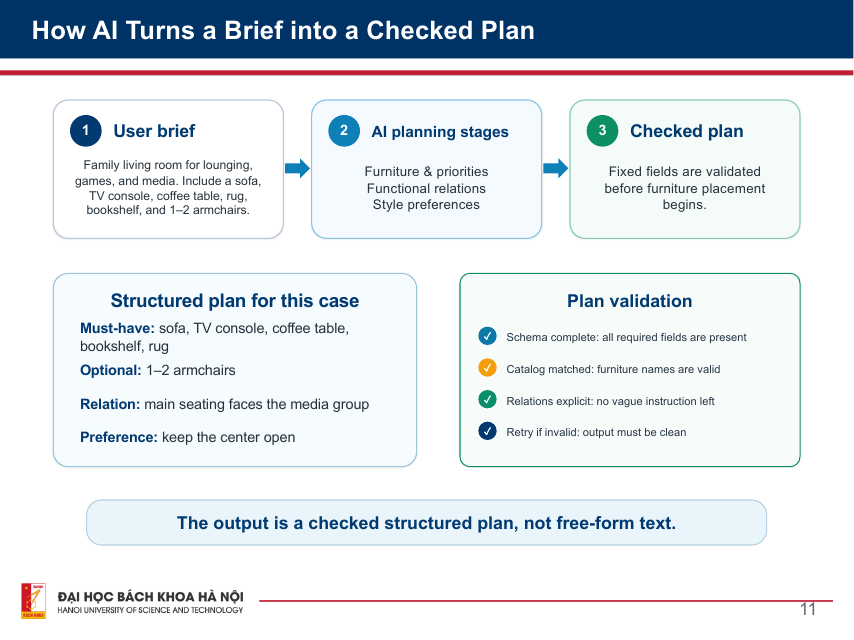 How AI Turns a Brief into a Checked Plan
1
User brief
Family living room for lounging,
games, and media. Include a sofa,
TV console, coffee table, rug,
bookshelf, and 1–2 armchairs.
2
AI planning stages
Furniture & priorities
Functional relations
Style preferences
3
Checked plan
Fixed fields are validated
before furniture placement
begins.
Structured plan for this case
Must-have: sofa, TV console, coffee table,
bookshelf, rug
Optional: 1–2 armchairs
Relation: main seating faces the media group
Preference: keep the center open
Plan validation
Schema complete: all required fields are present
Catalog matched: furniture names are valid
Relations explicit: no vague instruction left
Retry if invalid: output must be clean
The output is a checked structured plan, not free-form text.
ĐẠI HỌC BÁCH KHOA HÀ NỘI
HANOI UNIVERSITY OF SCIENCE AND TECHNOLOGY
11